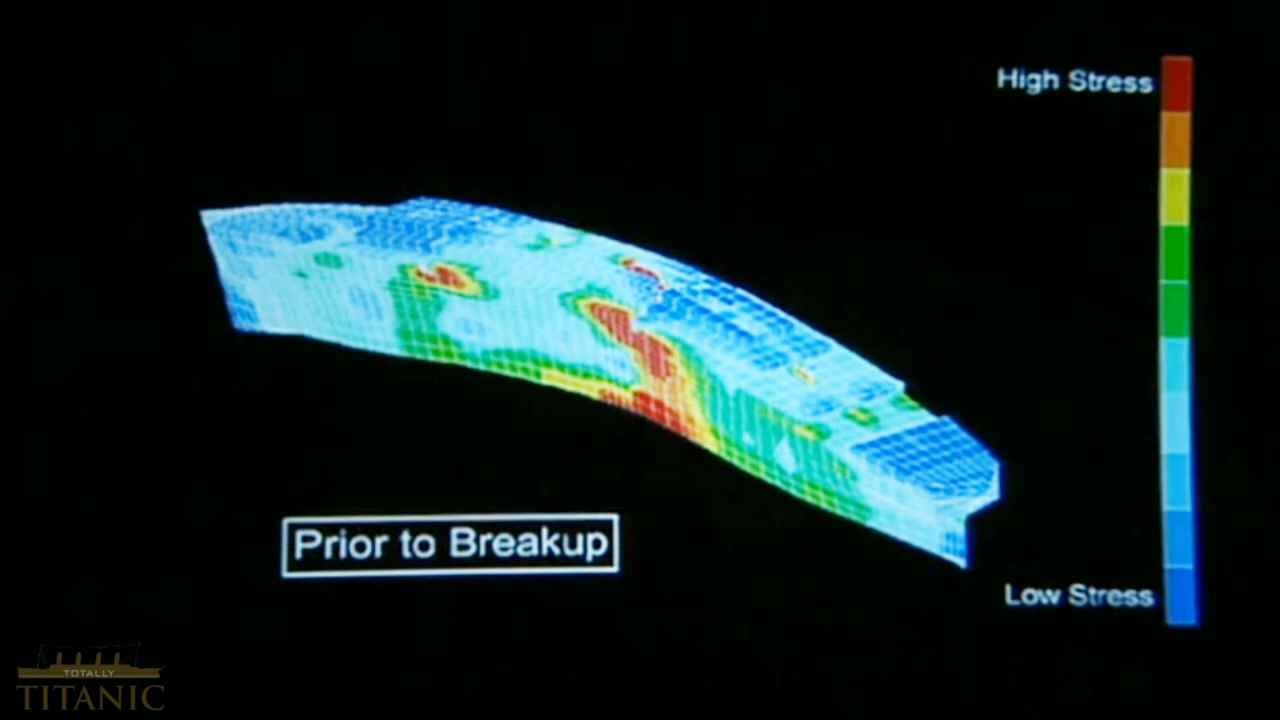 High Stress
Prior to Breakup
Low Stress
TOTALLY
TITANIC